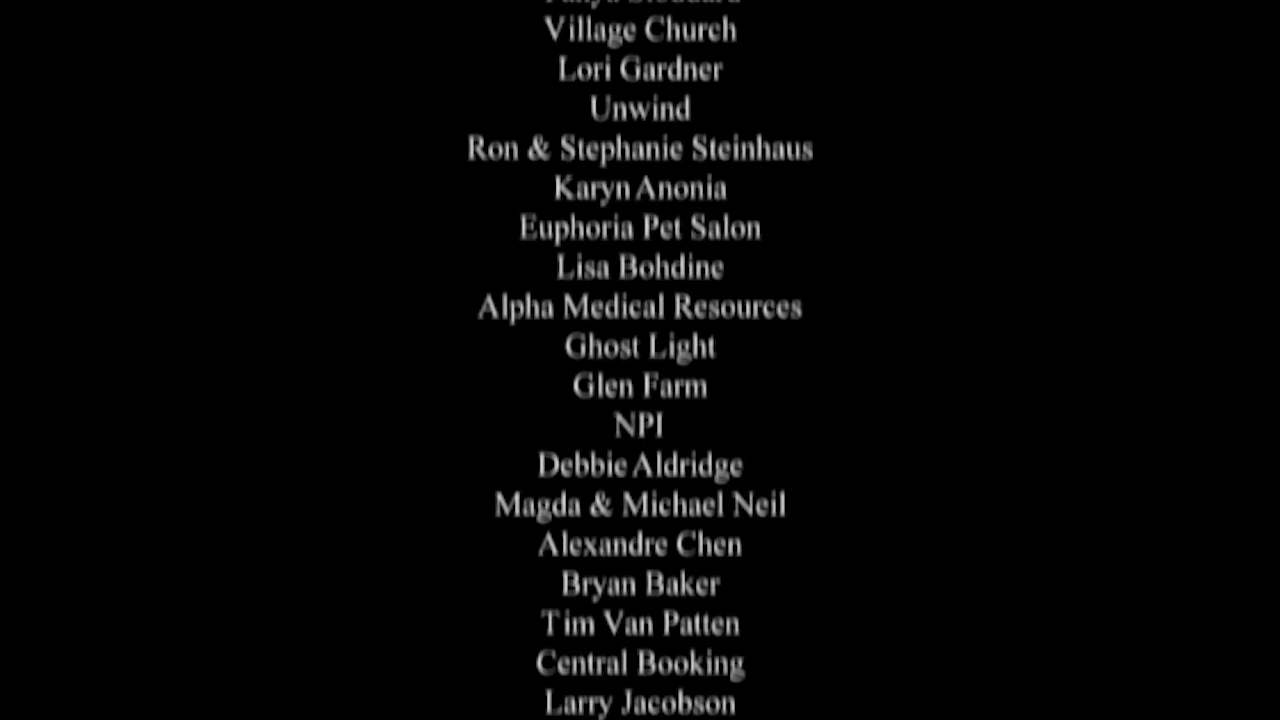 Village Church
Lori Gardner
Unwind
Ron & Stephanie Steinhaus
Karyn Anonia
Euphoria Pet Salon
Lisa Bohdine
Alpha Medical Resources
Ghost Light
Glen Farm
NPI
Debbie Aldridge
Magda & Michael Neil
Alexandre Chen
Bryan Baker
Tim Van Patten
Central Booking
Larry Jacobson